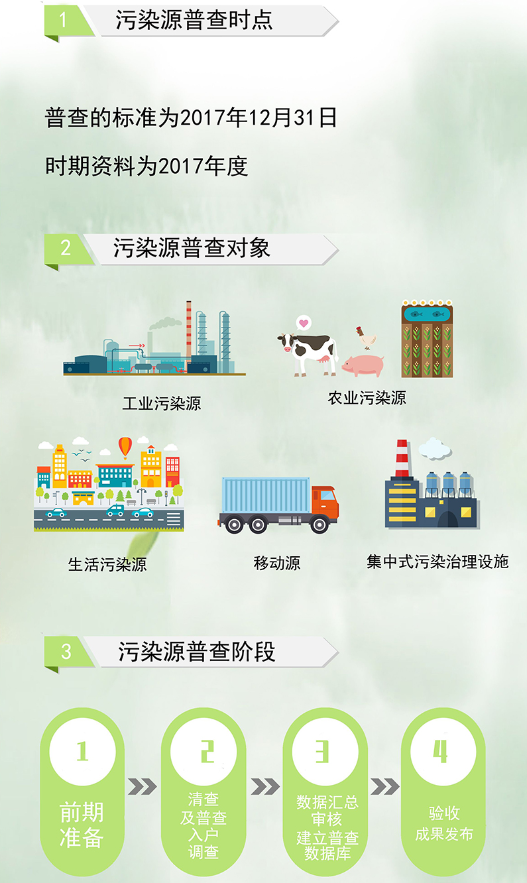 1 污染源普查时点
普查的标准为2017年12月31日
时期资料为2017年度
2 污染源普查对象
工业污染源
农业污染源
生活污染源
移动源
集中式污染治理设施
3 污染源普查阶段
1
前期
准备
2
清查
及普查
入户
调查
3
数据汇总
审核
建立普查
数据库
4
验收
成果发布